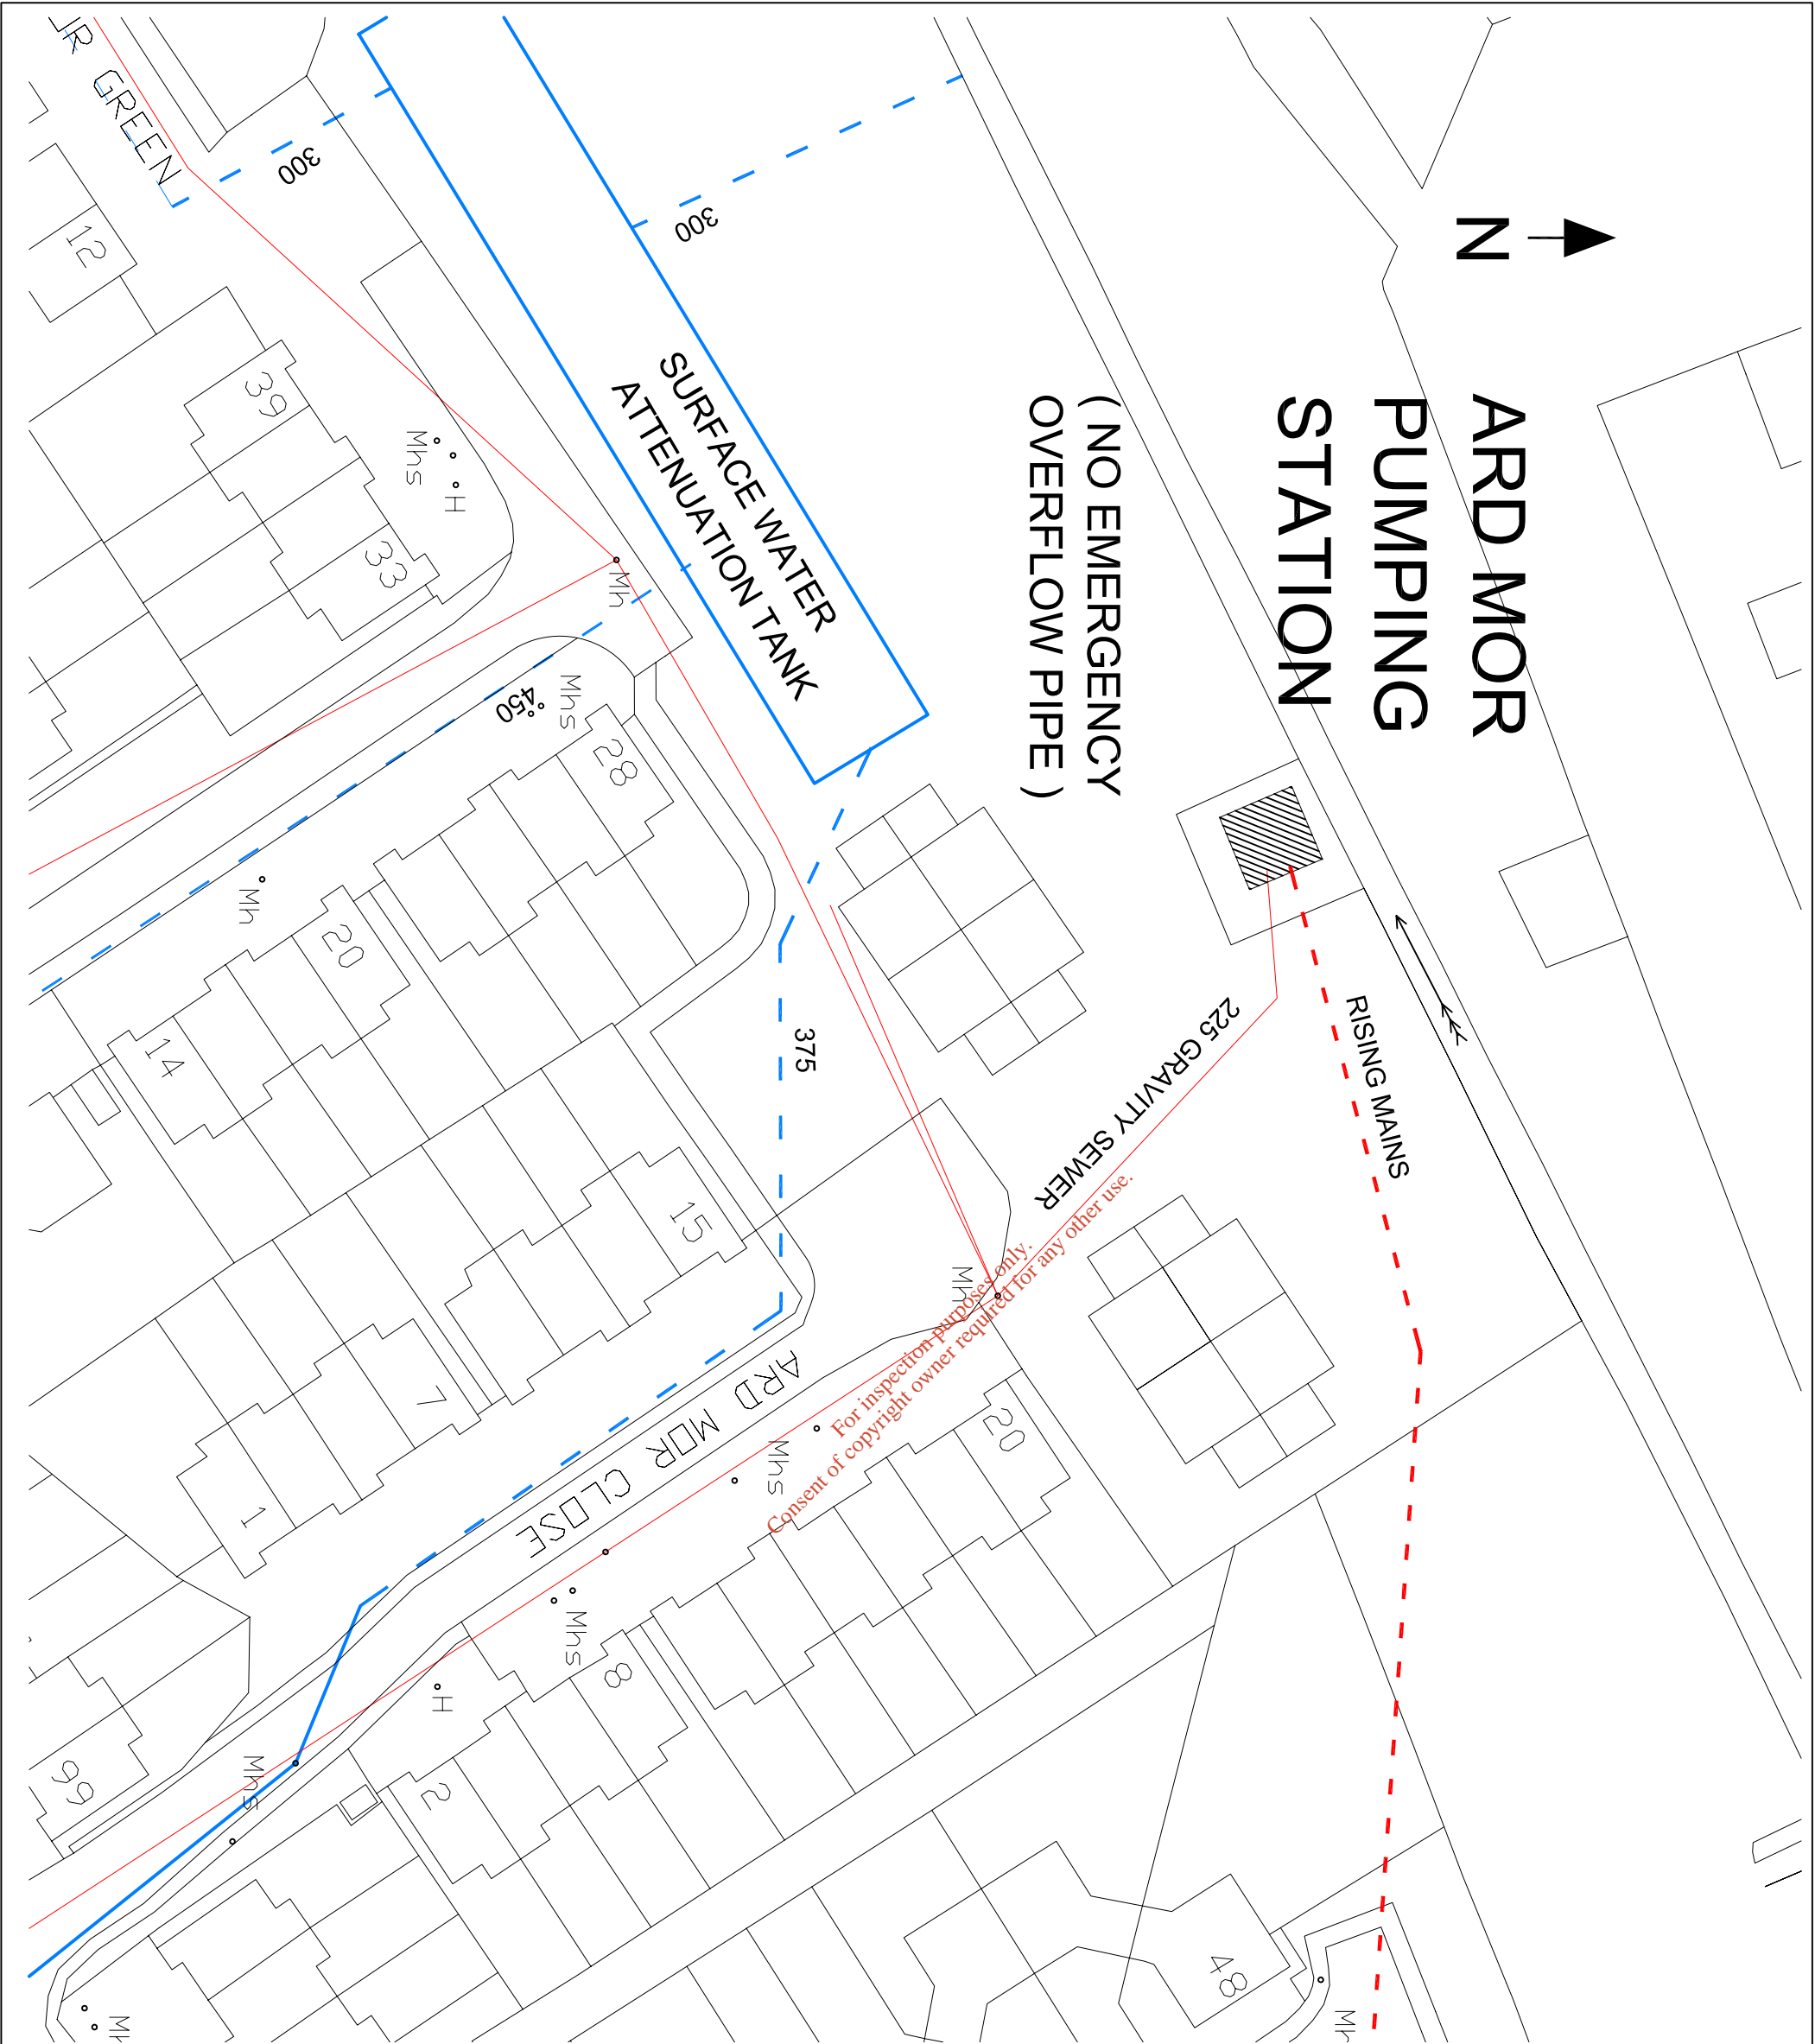 ARD MOR
PUMPING
STATION
( NO EMERGENCY
OVERFLOW PIPE )
N
SURFACE WATER
ATTENUATION TANK
300
300
GREEN
12
39
33
Mhs
H
Mh
450
Mhs
28
Mh
20
14
375
225 GRAVITY SEWER
RISING MAINS
15
7
1
Mh
ARD MOR CLOSE
Mhs
20
Mhs
8
H
2
Mhs
99
48
For inspection purposes only.
Consent of copyright owner required for any other use.